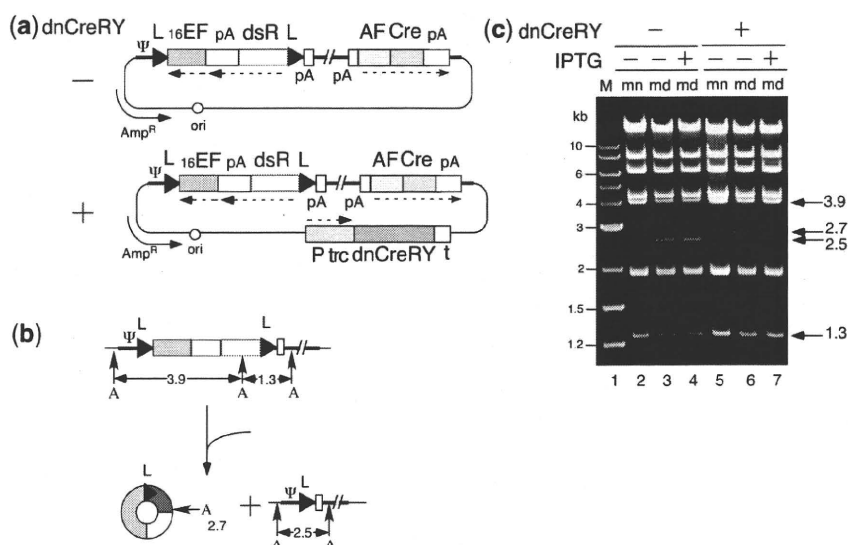 (a) dnCreRY
L 16EF pA dsR L AF Cre pA
Ψ
−
pA pA
AmpR ori
L 16EF pA dsR L AF Cre pA
Ψ
+
pA pA
AmpR ori
P trc dnCreRY t
(b)
L L
Ψ
3.9 1.3
A A A
L
A
2.7
+
Ψ L
2.5
A A
(c) dnCreRY − +
IPTG − − + − − +
M mn md md mn md md
kb
10
6
4
3
2
1.5
1.2
3.9
2.7
2.5
1.3
1 2 3 4 5 6 7